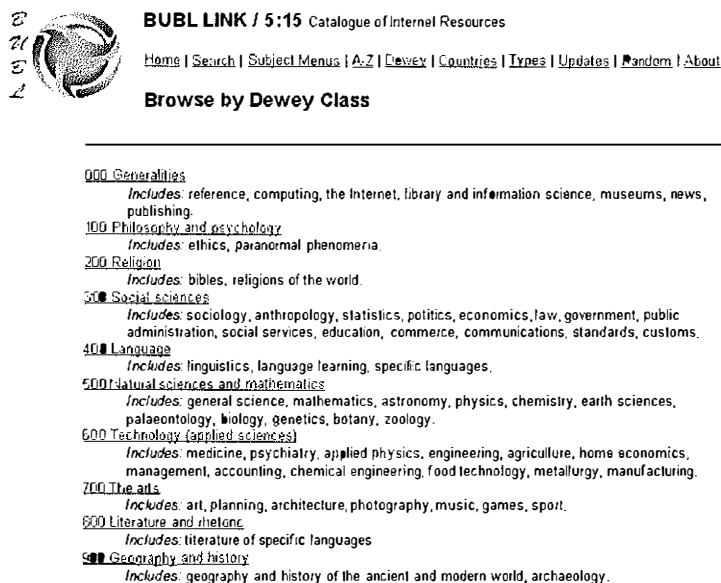 B
U
B
L
BUBL LINK / 5:15 Catalogue of Internet Resources
Home | Search | Subject Menus | A-Z | Dewey | Countries | Types | Updates | Random | About
Browse by Dewey Class
000 Generalities
Includes: reference, computing, the Internet, library and information science, museums, news,
publishing.
100 Philosophy and psychology
Includes: ethics, paranormal phenomena.
200 Religion
Includes: bibles, religions of the world.
300 Social sciences
Includes: sociology, anthropology, statistics, politics, economics, law, government, public
administration, social services, education, commerce, communications, standards, customs.
400 Language
Includes: linguistics, language learning, specific languages.
500 Natural sciences and mathematics
Includes: general science, mathematics, astronomy, physics, chemistry, earth sciences,
palaeontology, biology, genetics, botany, zoology.
600 Technology (applied sciences)
Includes: medicine, psychiatry, applied physics, engineering, agriculture, home economics,
management, accounting, chemical engineering, food technology, metallurgy, manufacturing.
700 The arts
Includes: art, planning, architecture, photography, music, games, sport.
800 Literature and rhetoric
Includes: literature of specific languages
900 Geography and history
Includes: geography and history of the ancient and modern world, archaeology.